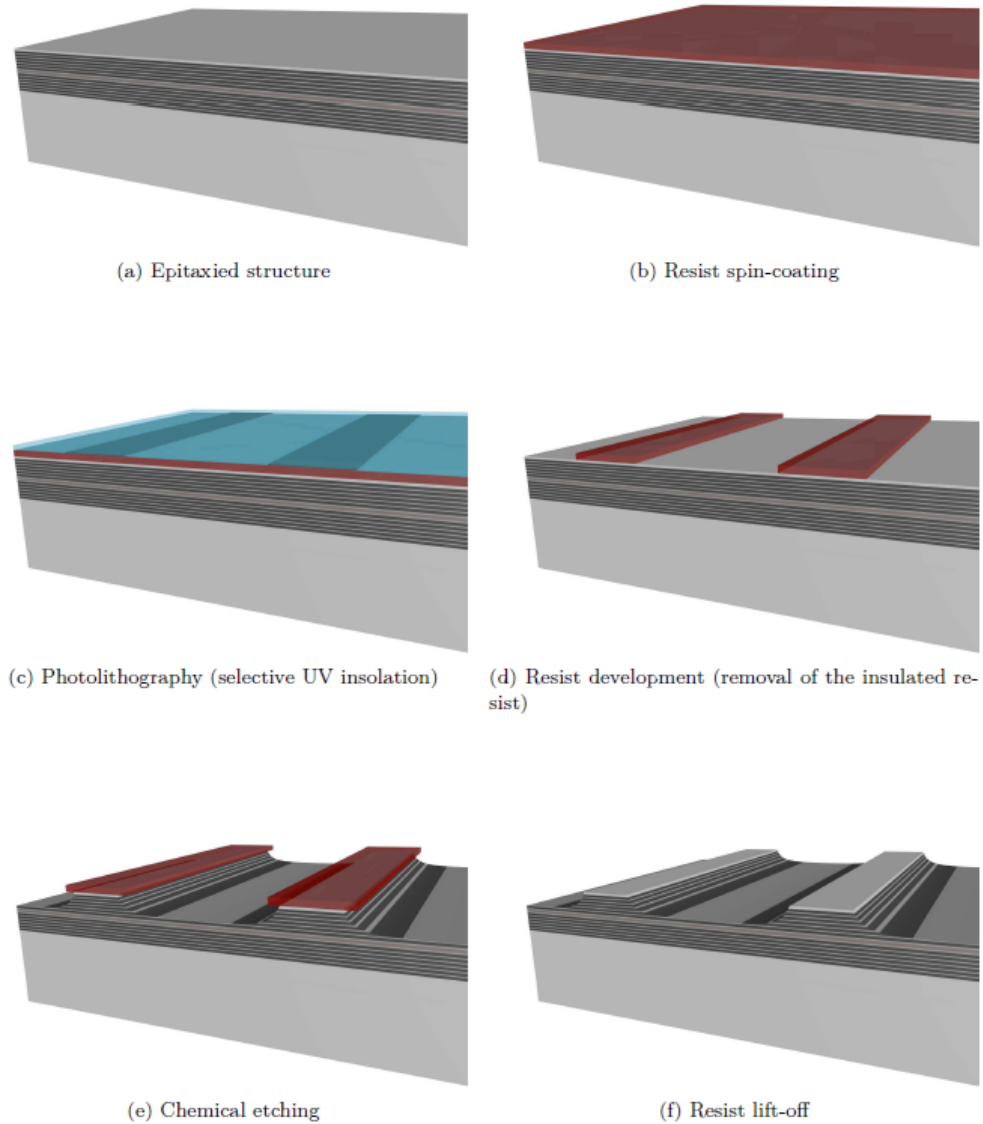 (a) Epitaxied structure
(b) Resist spin-coating
(c) Photolithography (selective UV insolation)
(d) Resist development (removal of the insulated re-
sist)
(e) Chemical etching
(f) Resist lift-off